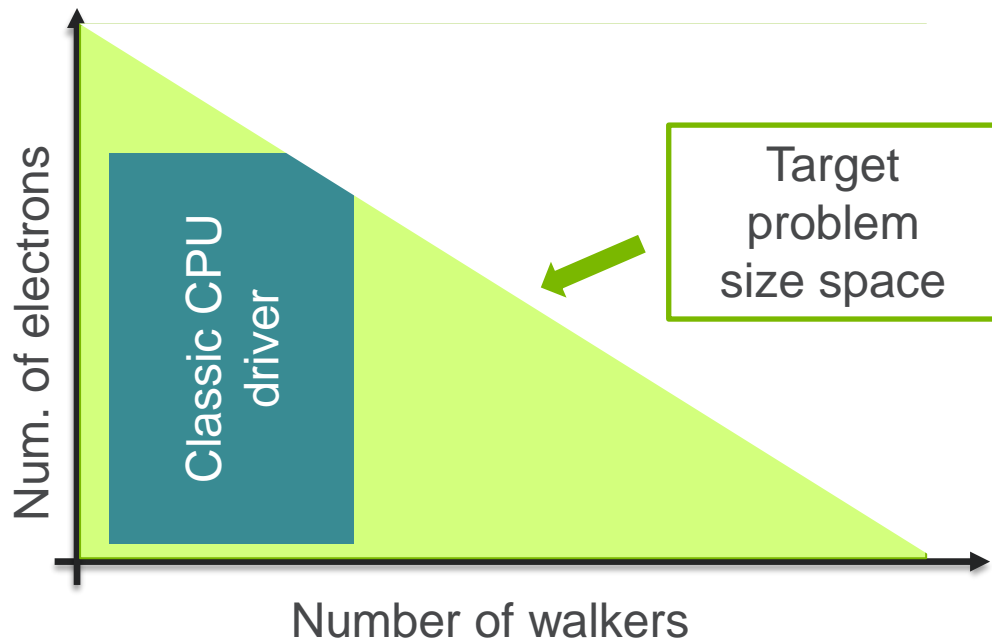 Num. of electrons
Classic CPU
driver
Target
problem
size space
Number of walkers